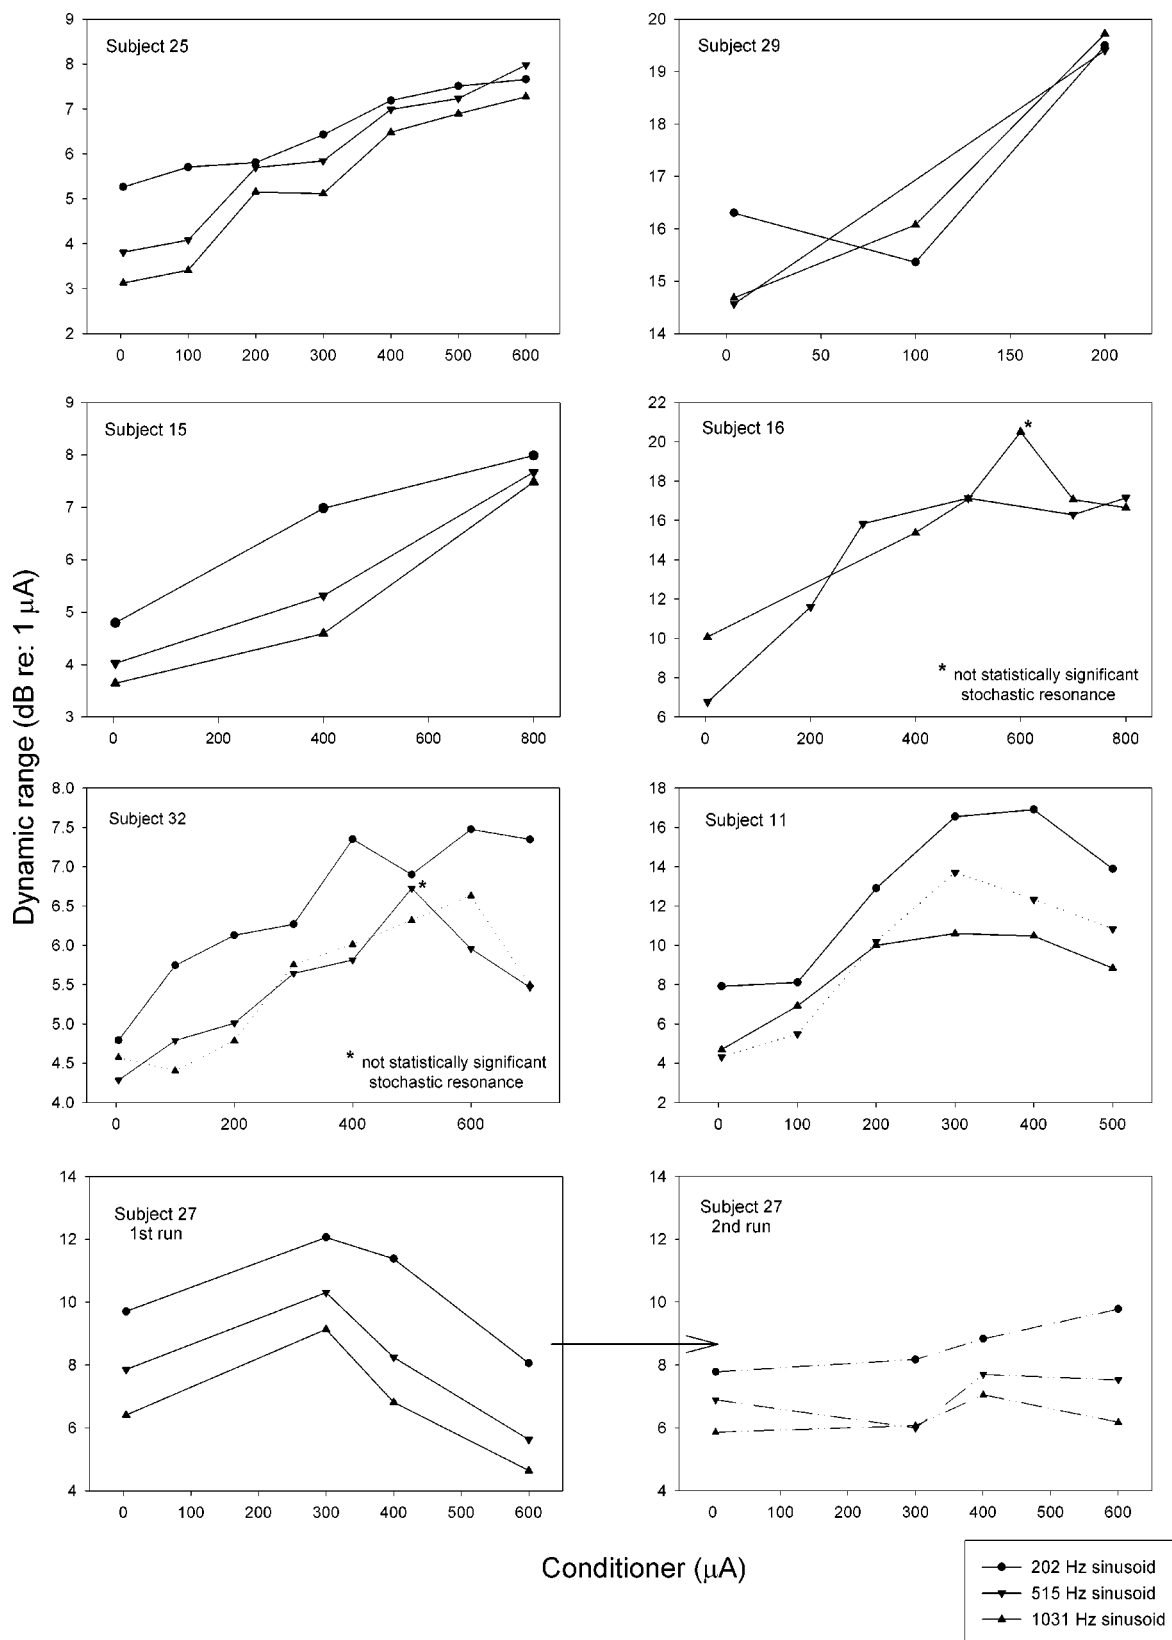 Subject 25
9
8
7
6
5
4
3
2
0 100 200 300 400 500 600
Subject 29
20
19
18
17
16
15
14
0 50 100 150 200
Subject 15
9
8
7
6
5
4
3
0 200 400 600 800
Subject 16
22
20
18
16
14
12
10
8
6
*
* not statistically significant
stochastic resonance
0 200 400 600 800
Dynamic range (dB re: 1 μA)
Subject 32
8.0
7.5
7.0
6.5
6.0
5.5
5.0
4.5
4.0
*
* not statistically significant
stochastic resonance
0 200 400 600
Subject 11
18
16
14
12
10
8
6
4
2
0 100 200 300 400 500
Subject 27
1st run
14
12
10
8
6
4
0 100 200 300 400 500 600
Subject 27
2nd run
14
12
10
8
6
4
0 100 200 300 400 500 600
Conditioner (μA)
202 Hz sinusoid
515 Hz sinusoid
1031 Hz sinusoid